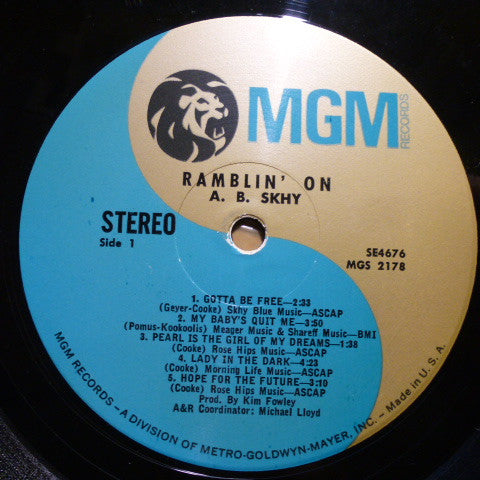 MGM
RECORDS
RAMBLIN' ON
A. B. SKHY
STEREO
Side 1
SE4676
MGS 2178
1. GOTTA BE FREE—2:33
(Geyer-Cooke) Skhy Blue Music—ASCAP
2. MY BABY'S QUIT ME—3:50
(Pomus-Kookoolis) Meager Music & Shareff Music—BMI
3. PEARL IS THE GIRL OF MY DREAMS—1:38
(Cooke) Rose Hips Music—ASCAP
4. LADY IN THE DARK—4:23
(Cooke) Morning Life Music—ASCAP
5. HOPE FOR THE FUTURE—3:10
(Cooke) Rose Hips Music—ASCAP
Prod. By Kim Fowley
A&R Coordinator: Michael Lloyd
MGM RECORDS—A DIVISION OF METRO-GOLDWYN-MAYER, INC.—Made in U. S. A.